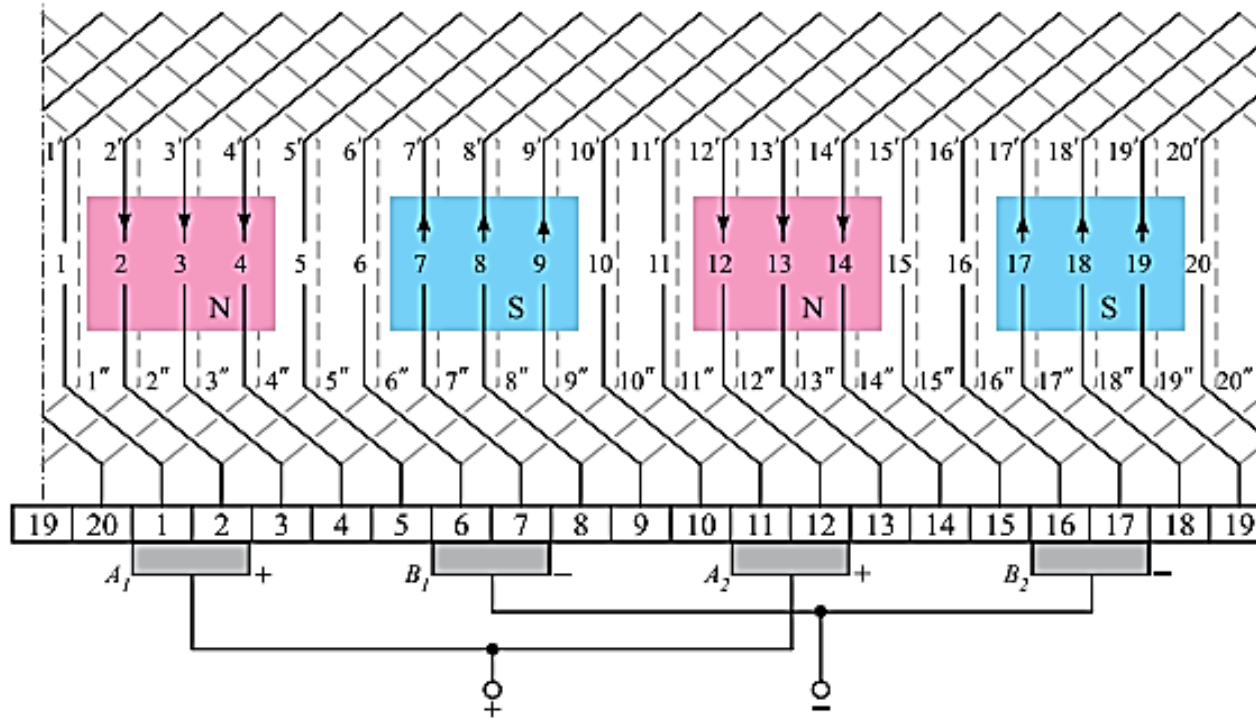 1′ 2′ 3′ 4′ 5′ 6′ 7′ 8′ 9′ 10′ 11′ 12′ 13′ 14′ 15′ 16′ 17′ 18′ 19′ 20′
1 2 3 4 5 6 7 8 9 10 11 12 13 14 15 16 17 18 19 20
N S N S
1″ 2″ 3″ 4″ 5″ 6″ 7″ 8″ 9″ 10″ 11″ 12″ 13″ 14″ 15″ 16″ 17″ 18″ 19″ 20″
19 20 1 2 3 4 5 6 7 8 9 10 11 12 13 14 15 16 17 18 19
A1 + B1 − A2 + B2 −
+ −